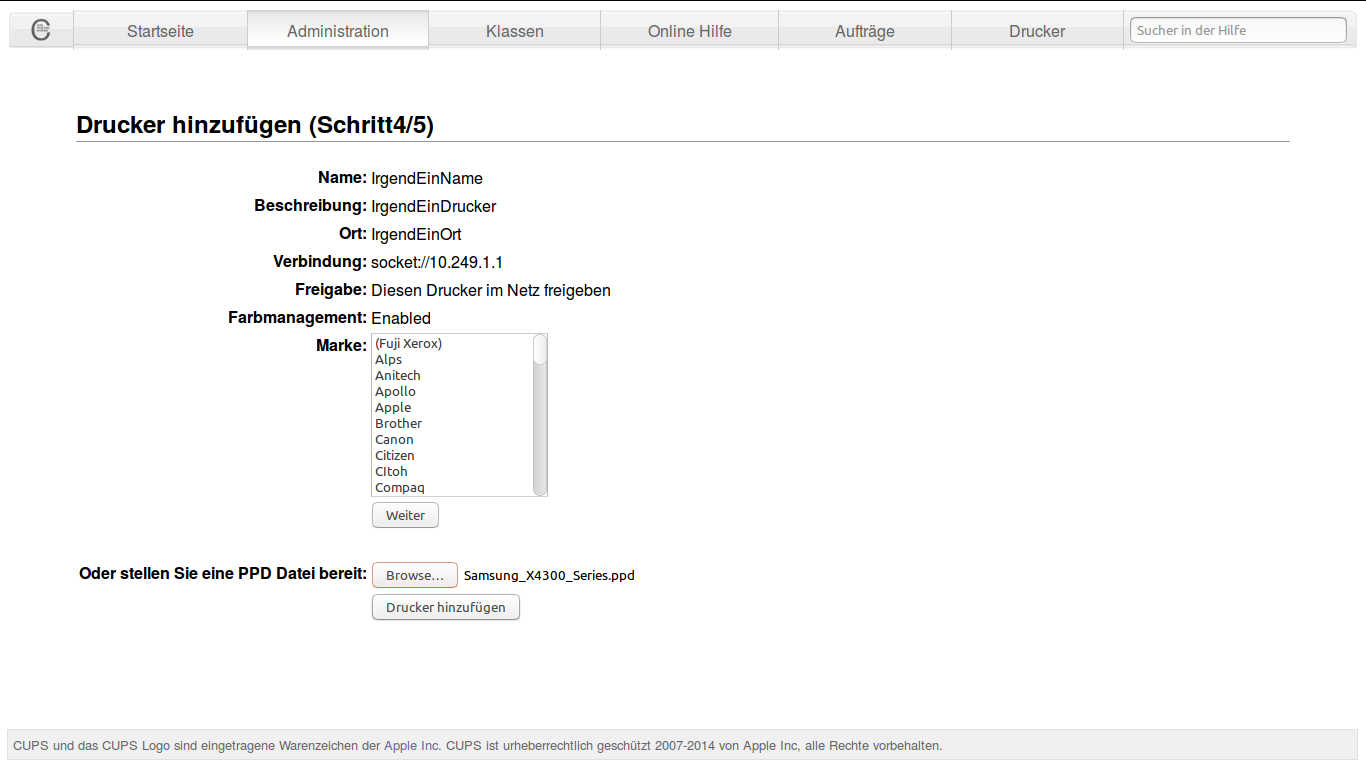 Startseite Administration Klassen Online Hilfe Aufträge Drucker Sucher in der Hilfe
Drucker hinzufügen (Schritt4/5)
Name: IrgendEinName
Beschreibung: IrgendEinDrucker
Ort: IrgendEinOrt
Verbindung: socket://10.249.1.1
Freigabe: Diesen Drucker im Netz freigeben
Farbmanagement: Enabled
Marke: (Fuji Xerox)
Alps
Anitech
Apollo
Apple
Brother
Canon
Citizen
CItoh
Compaq
Weiter
Oder stellen Sie eine PPD Datei bereit: Browse... Samsung_X4300_Series.ppd
Drucker hinzufügen
CUPS und das CUPS Logo sind eingetragene Warenzeichen der Apple Inc. CUPS ist urheberrechtlich geschützt 2007-2014 von Apple Inc, alle Rechte vorbehalten.